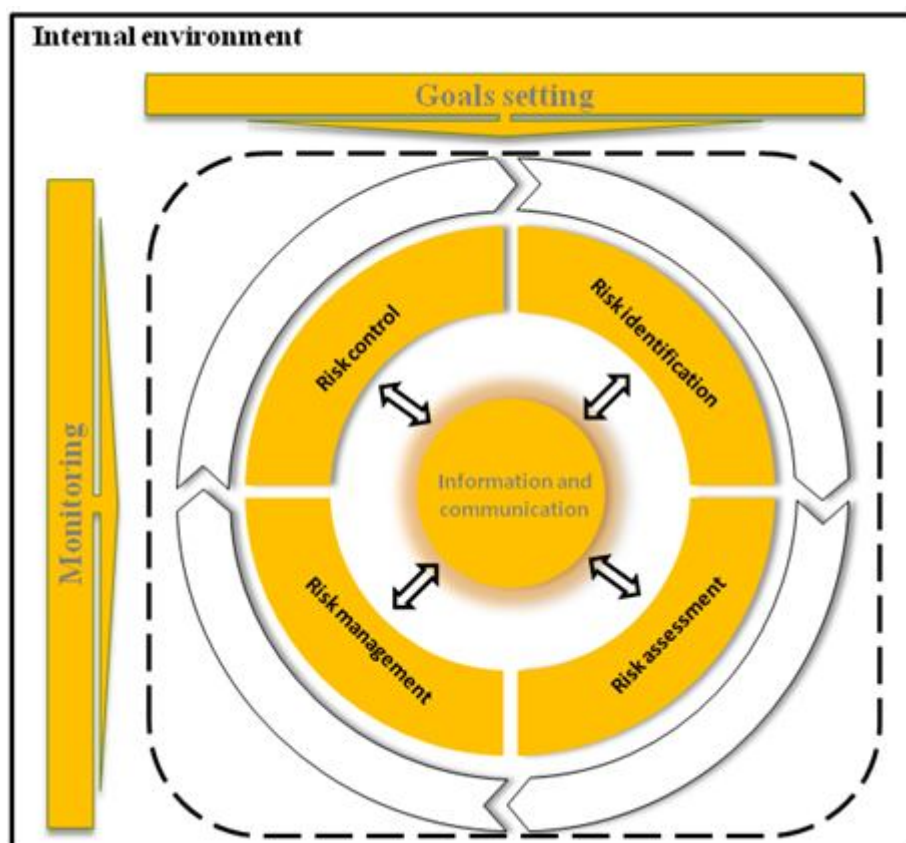 Internal environment
Goals setting
Monitoring
Risk control
Risk identification
Information and
communication
Risk management
Risk assessment